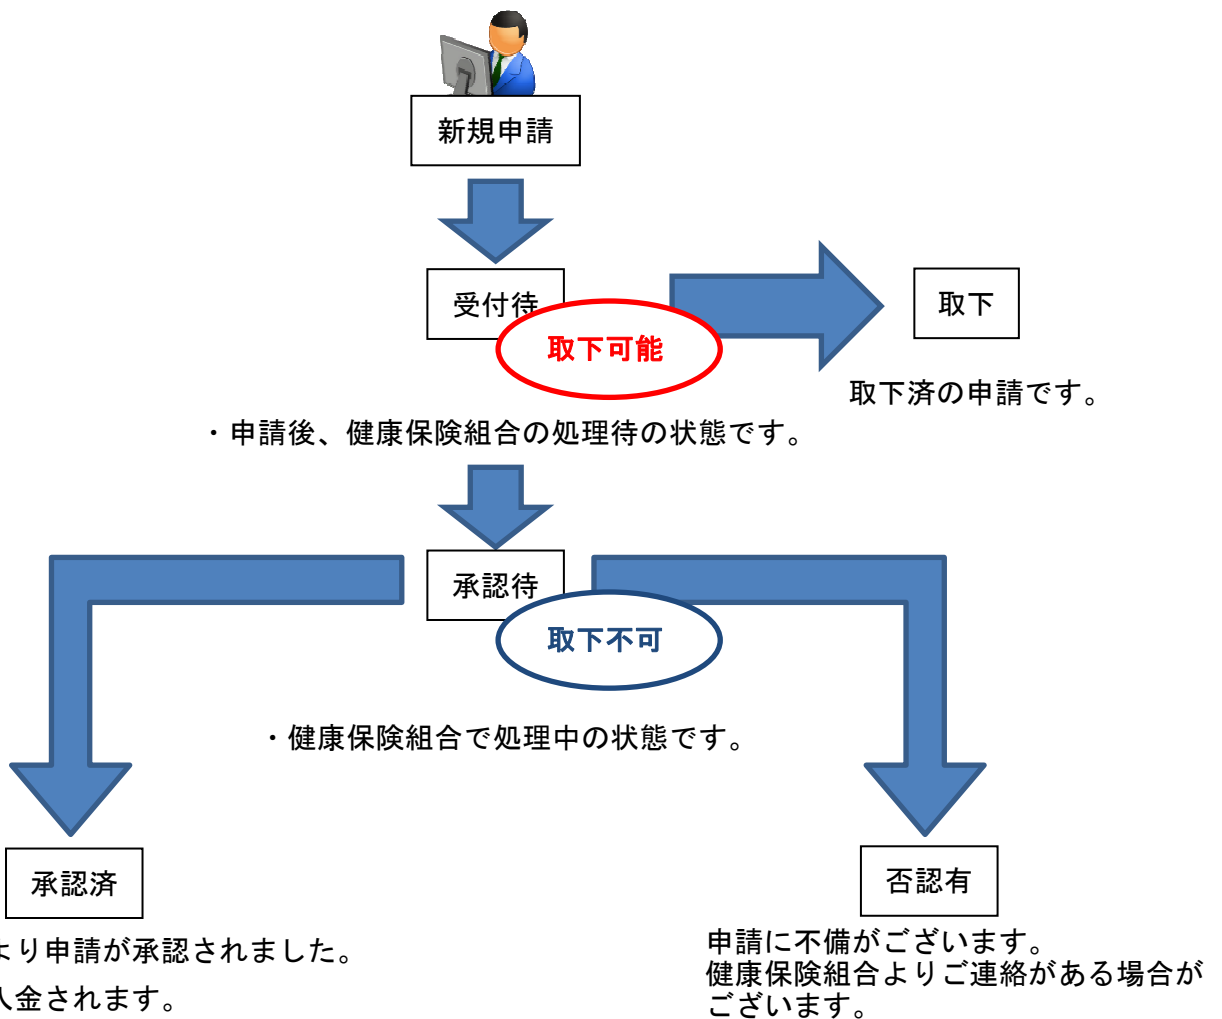 新規申請
受付待
取下可能
取下
取下済の申請です。
・申請後、健康保険組合の処理待の状態です。
承認待
取下不可
・健康保険組合で処理中の状態です。
承認済
より申請が承認されました。
入金されます。
否認有
申請に不備がございます。
健康保険組合よりご連絡がある場合が
ございます。